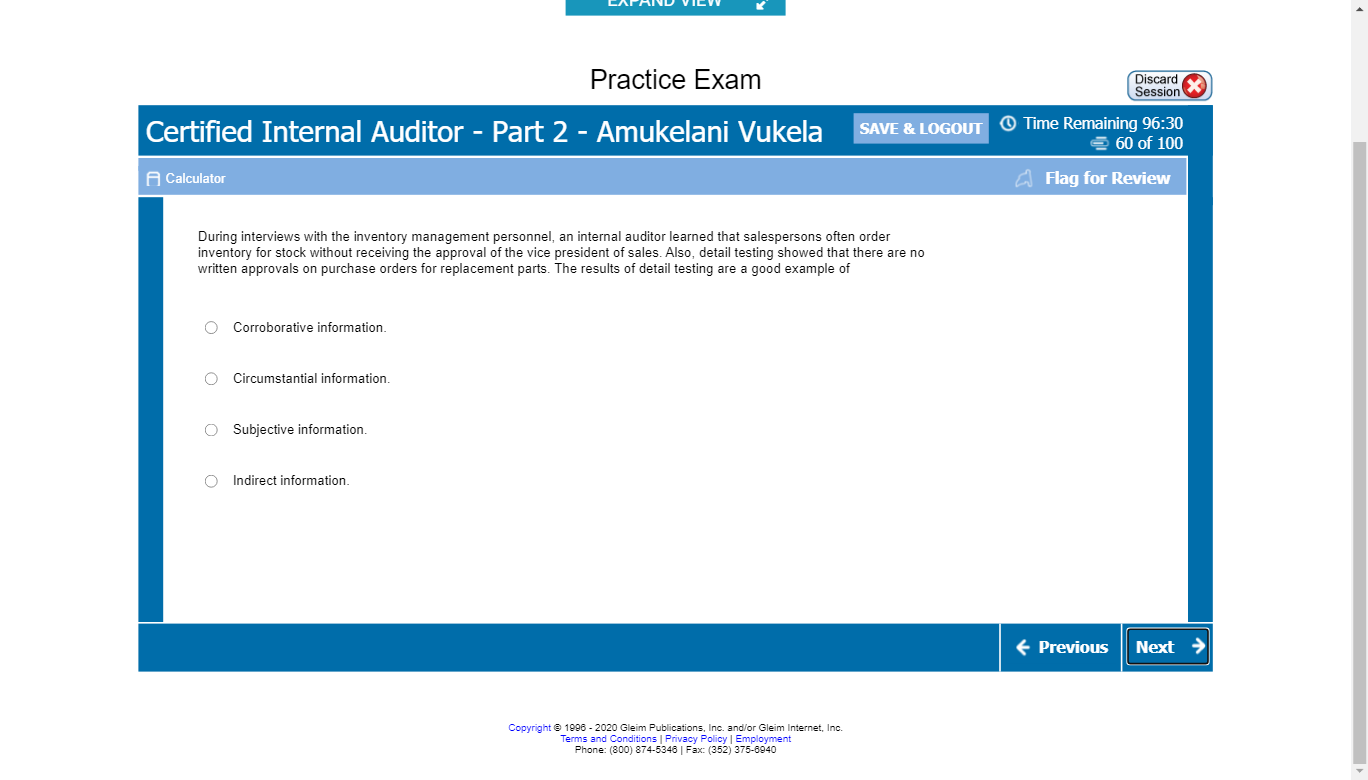 EXPAND VIEW
Practice Exam
Discard
Session
Certified Internal Auditor - Part 2 - Amukelani Vukela
SAVE & LOGOUT
Time Remaining 96:30
60 of 100
Calculator
Flag for Review
During interviews with the inventory management personnel, an internal auditor learned that salespersons often order
inventory for stock without receiving the approval of the vice president of sales. Also, detail testing showed that there are no
written approvals on purchase orders for replacement parts. The results of detail testing are a good example of
Corroborative information.
Circumstantial information.
Subjective information.
Indirect information.
Previous
Next
Copyright © 1996 - 2020 Gleim Publications, Inc. and/or Gleim Internet, Inc.
Terms and Conditions | Privacy Policy | Employment
Phone: (800) 874-5346 | Fax: (352) 375-6940